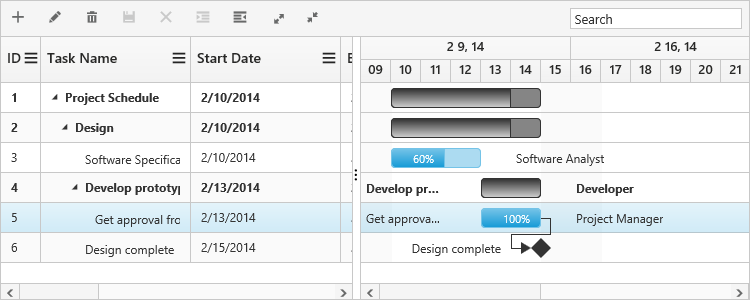 Search
ID Task Name Start Date E
2 9, 14 2 16, 14
09 10 11 12 13 14 15 16 17 18 19 20 21
1 Project Schedule 2/10/2014
2 Design 2/10/2014
3 Software Specifica 2/10/2014 60% Software Analyst
4 Develop prototyp 2/13/2014 Develop pr... Developer
5 Get approval fro 2/13/2014 Get approva... 100% Project Manager
6 Design complete 2/15/2014 Design complete